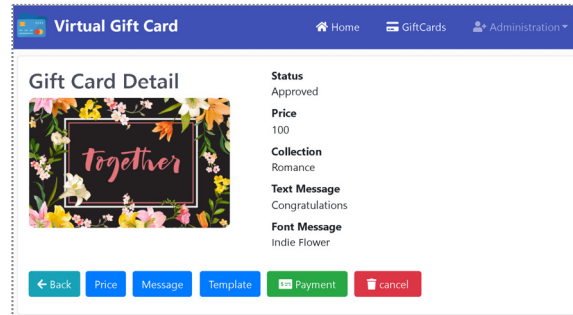 Virtual Gift Card
Home GiftCards Administration
Gift Card Detail
together
Status
Approved
Price
100
Collection
Romance
Text Message
Congratulations
Font Message
Indie Flower
Back Price Message Template Payment cancel